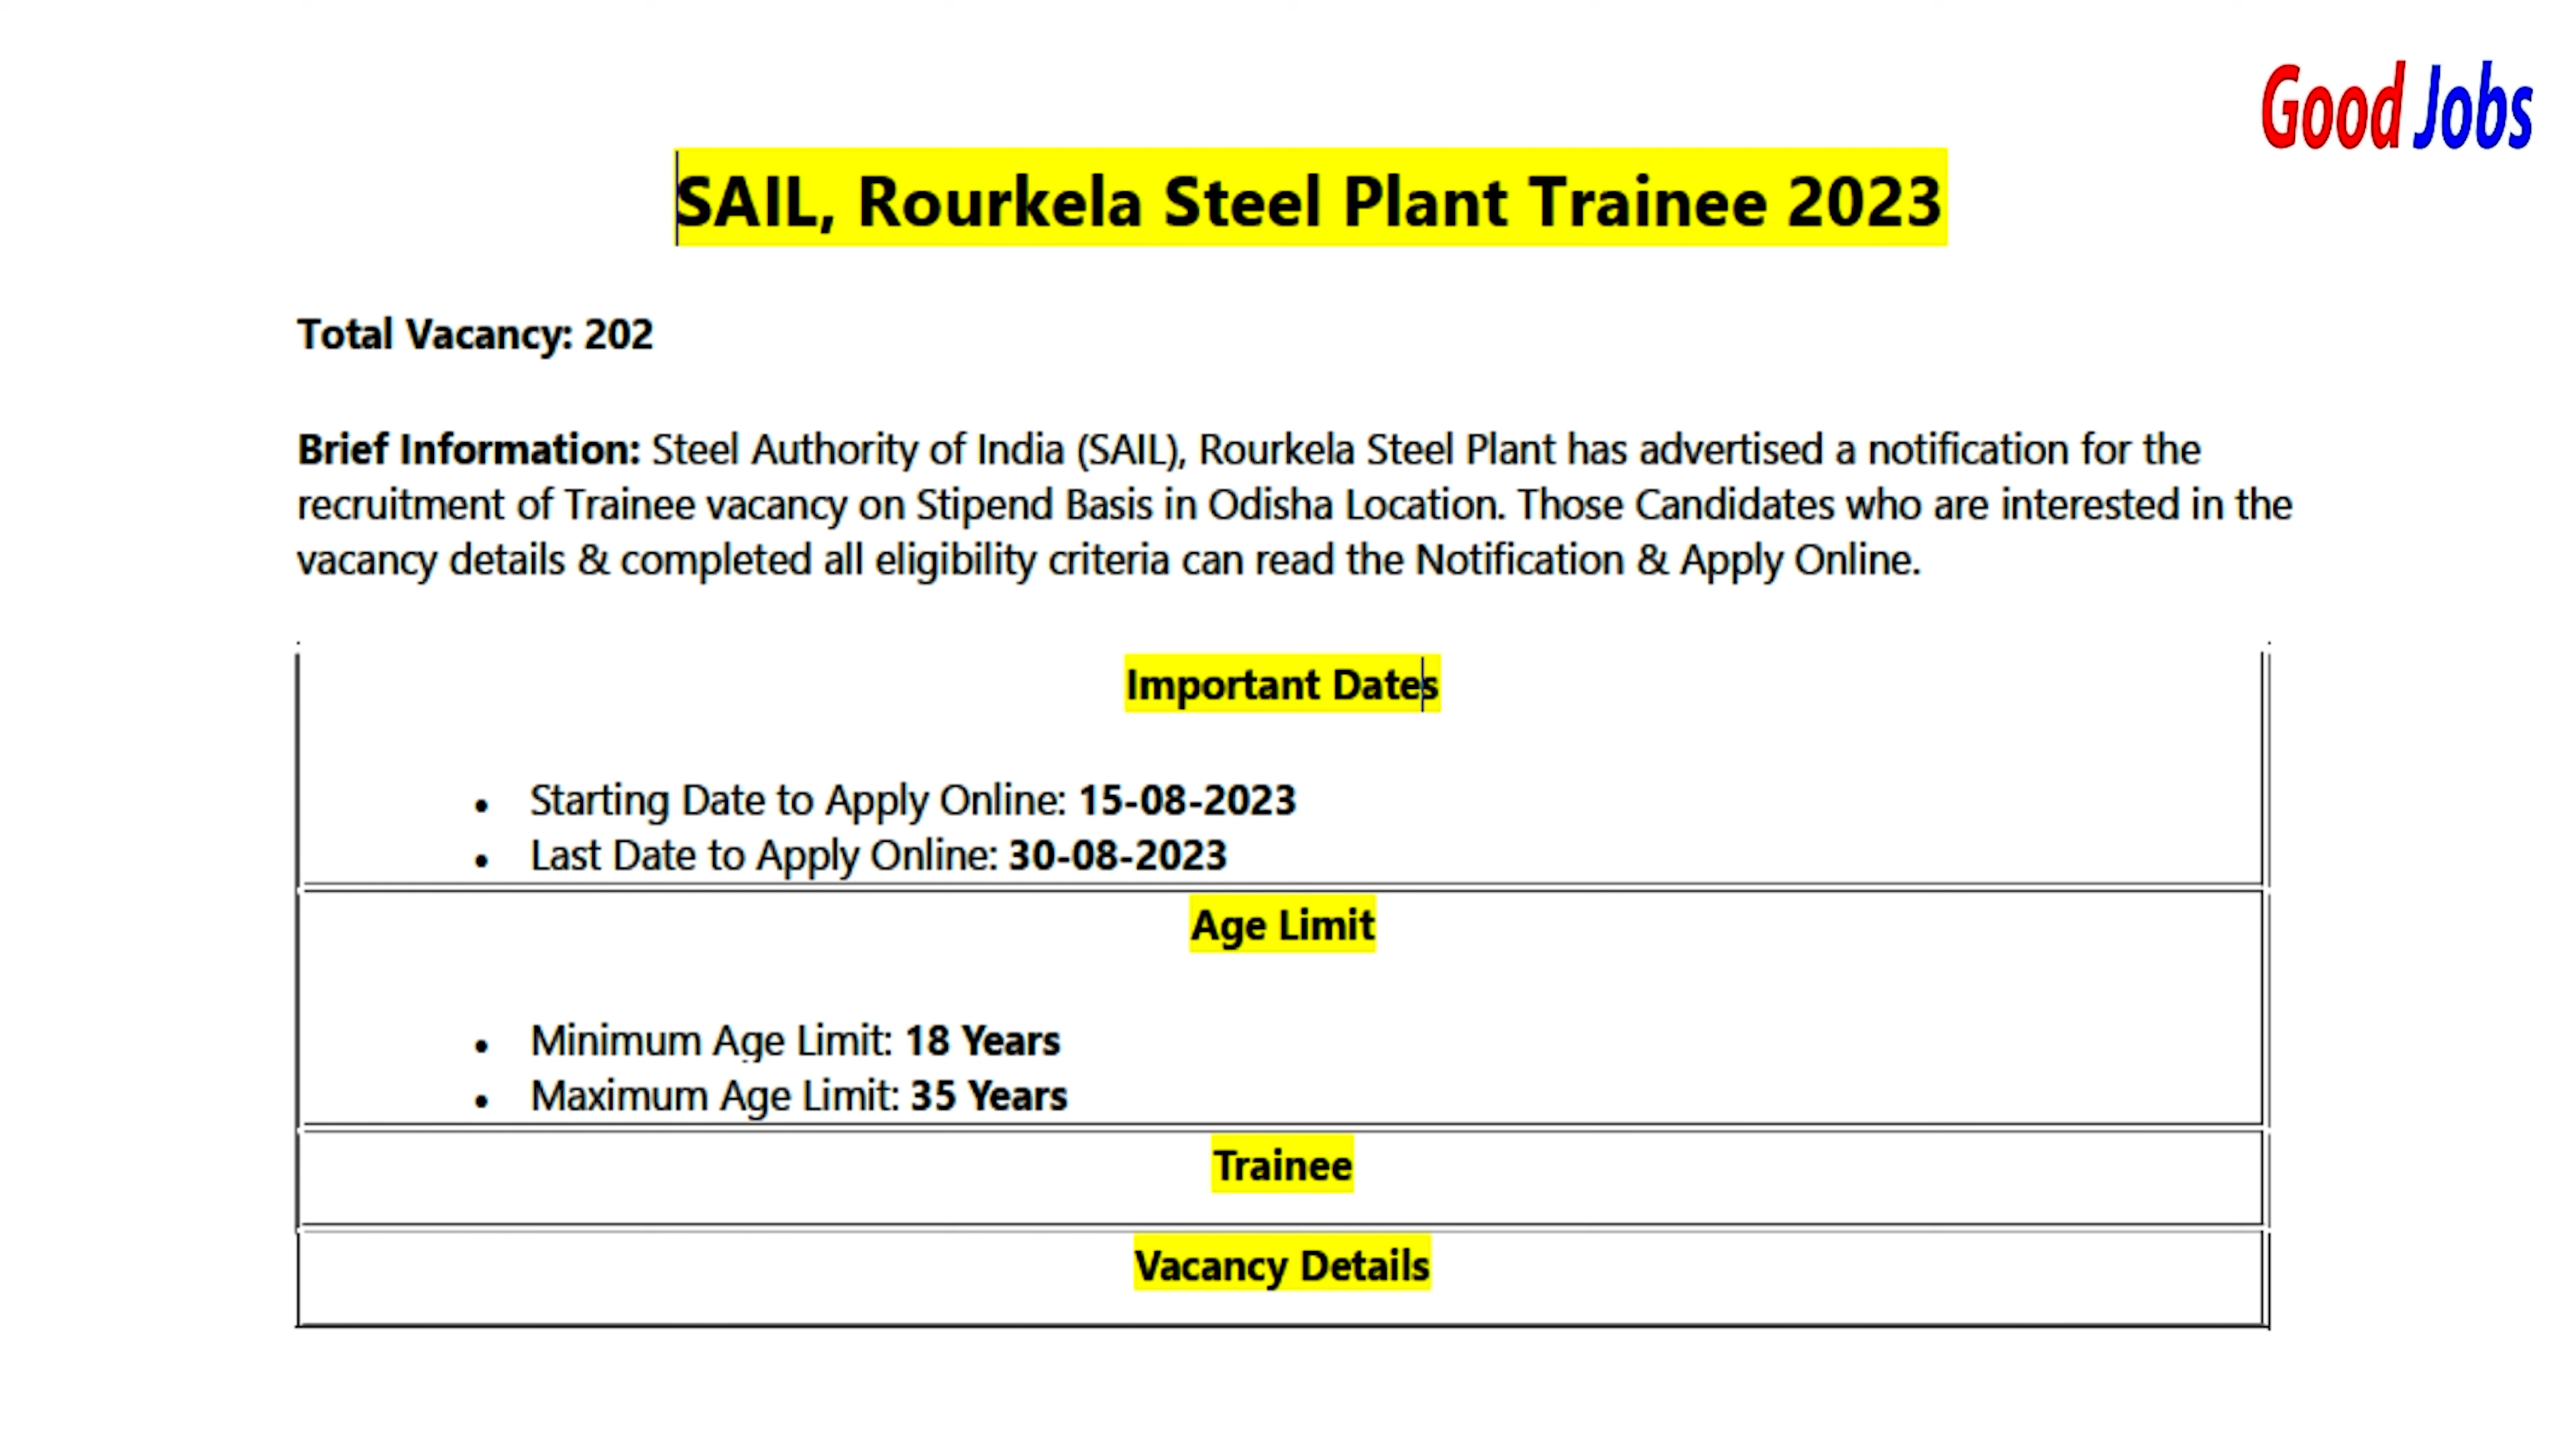 Good Jobs
SAIL, Rourkela Steel Plant Trainee 2023
Total Vacancy: 202
Brief Information: Steel Authority of India (SAIL), Rourkela Steel Plant has advertised a notification for the
recruitment of Trainee vacancy on Stipend Basis in Odisha Location. Those Candidates who are interested in the
vacancy details & completed all eligibility criteria can read the Notification & Apply Online.
Important Dates
• Starting Date to Apply Online: 15-08-2023
• Last Date to Apply Online: 30-08-2023
Age Limit
• Minimum Age Limit: 18 Years
• Maximum Age Limit: 35 Years
Trainee
Vacancy Details